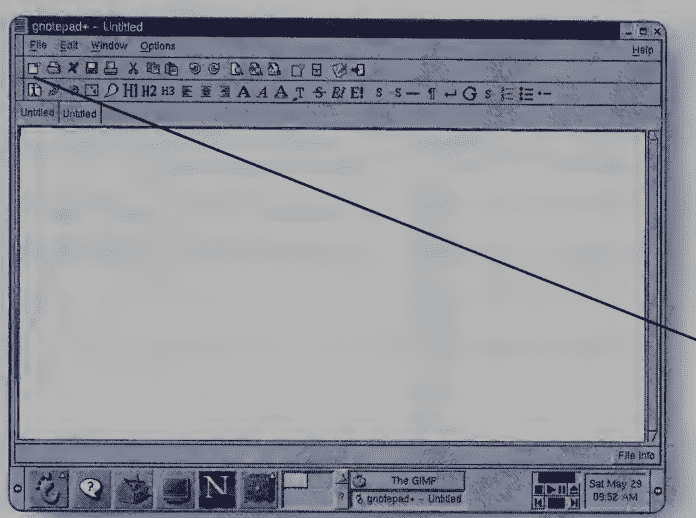 gnotepad+ - Untitled
File Edit Window Options
Help
H1 H2 H3 A A A T S B! E! S S ¶ G S
Untitled Untitled
File Info
N
The GIMP
gnotepad+ - Untitled
Sat May 29
09:52 AM